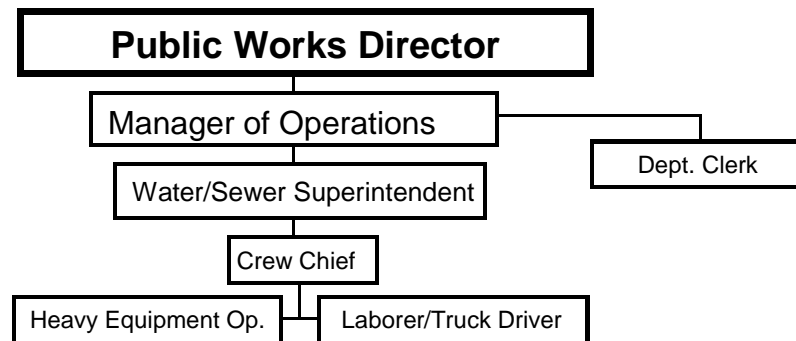 Public Works Director
Manager of Operations
Dept. Clerk
Water/Sewer Superintendent
Crew Chief
Heavy Equipment Op.
Laborer/Truck Driver